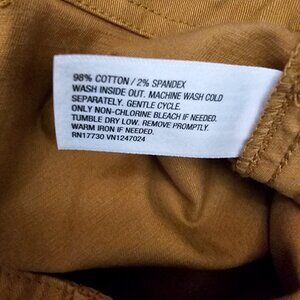 98% COTTON / 2% SPANDEX
WASH INSIDE OUT. MACHINE WASH COLD
SEPARATELY. GENTLE CYCLE.
ONLY NON-CHLORINE BLEACH IF NEEDED.
TUMBLE DRY LOW. REMOVE PROMPTLY.
WARM IRON IF NEEDED.
RN17730 VN1247024